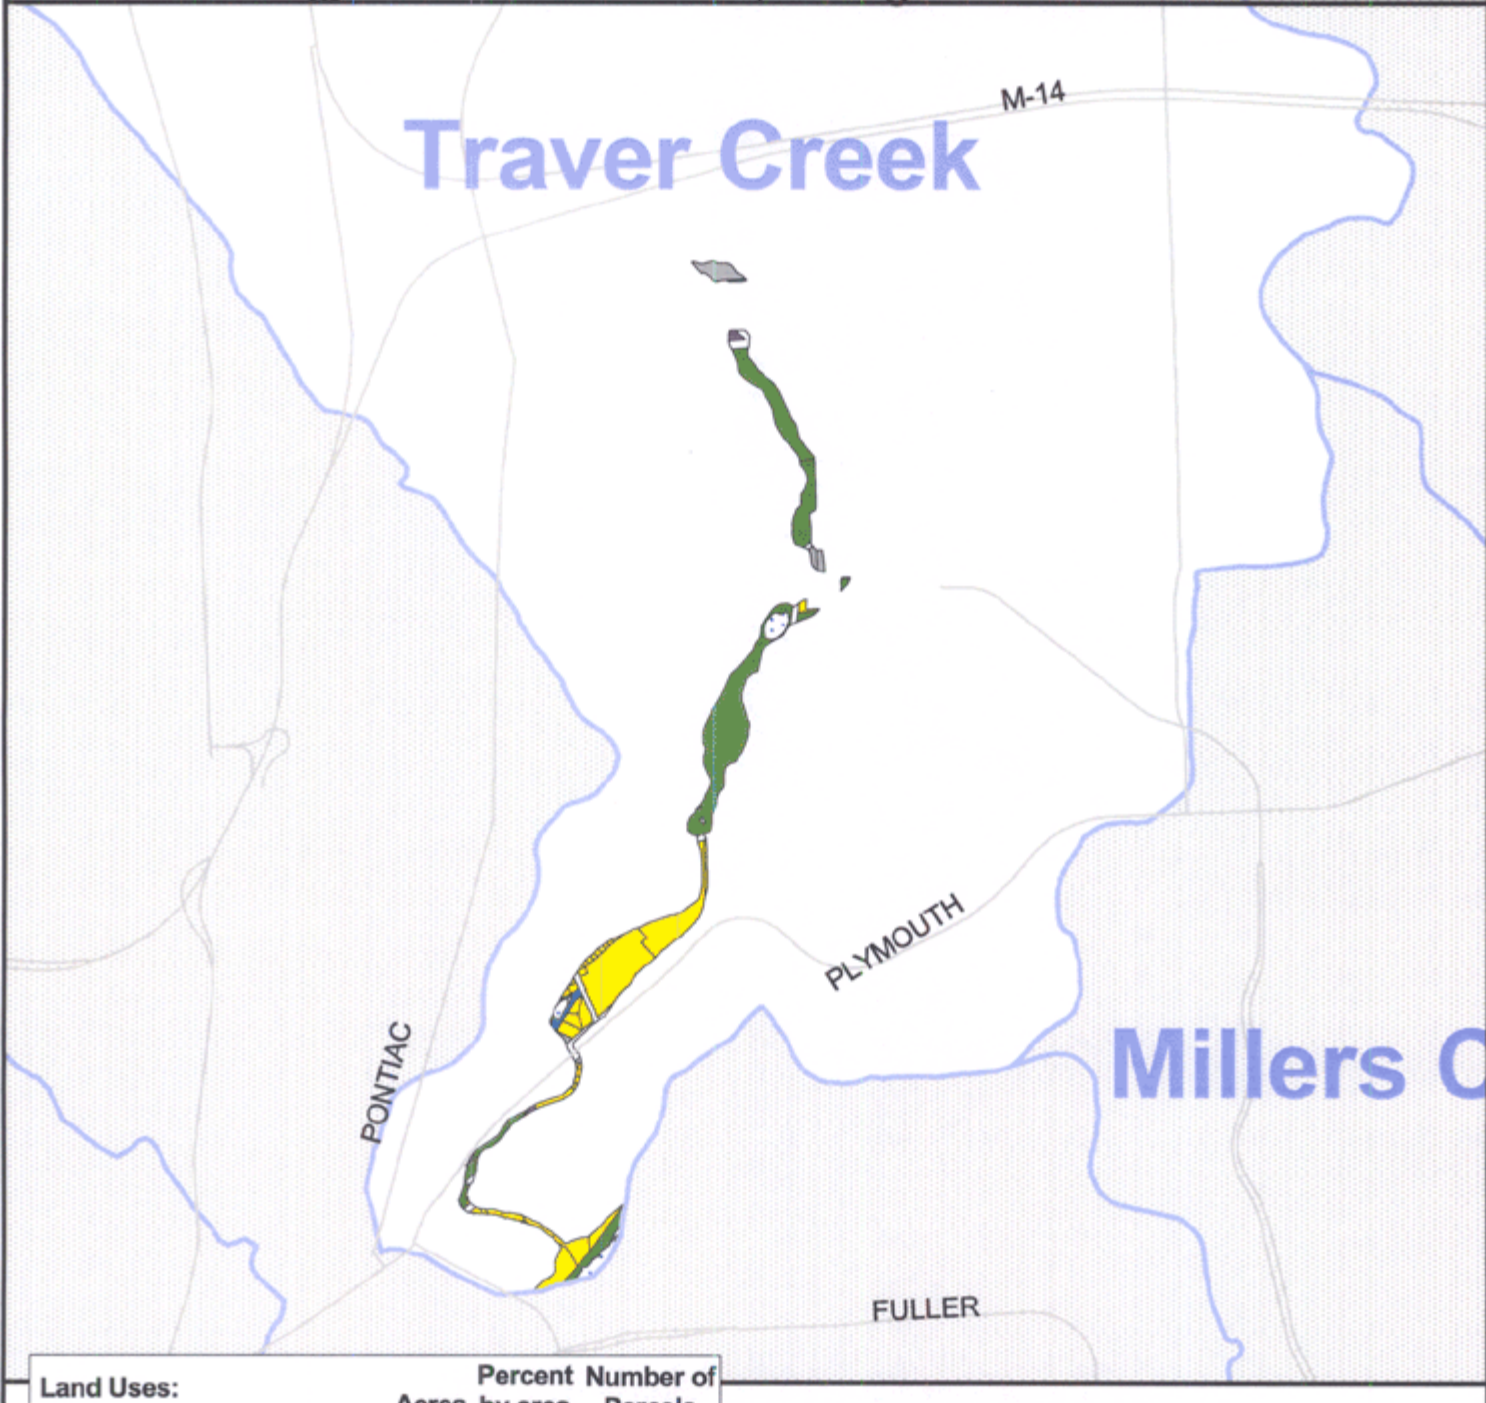 M-14
Traver Creek
PLYMOUTH
Millers C
PONTIAC
FULLER
Percent Number of
Land Uses: